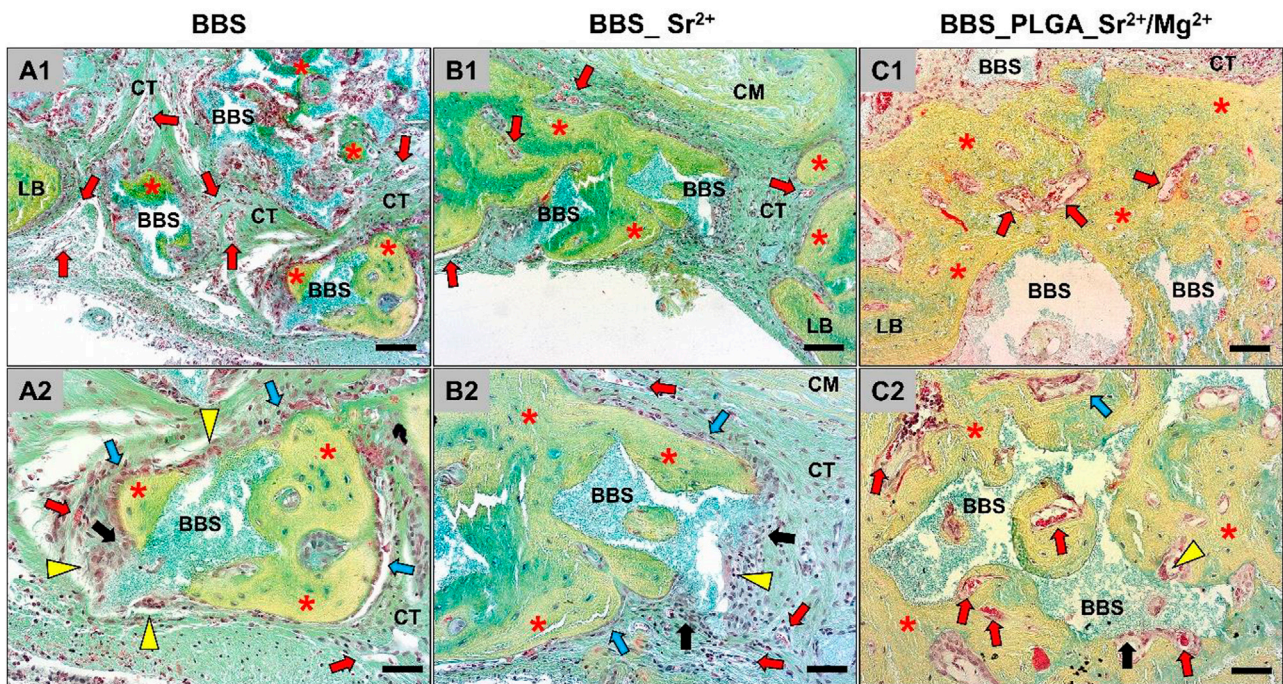 BBS BBS_ Sr²⁺ BBS_PLGA_Sr²⁺/Mg²⁺
A1 CT * BBS * LB * BBS CT CT * * BBS
B1 CM * * BBS BBS CT * * LB
C1 BBS CT * * * * BBS BBS LB
A2 * * BBS * CT
B2 CM * * CT BBS *
C2 * BBS * BBS *